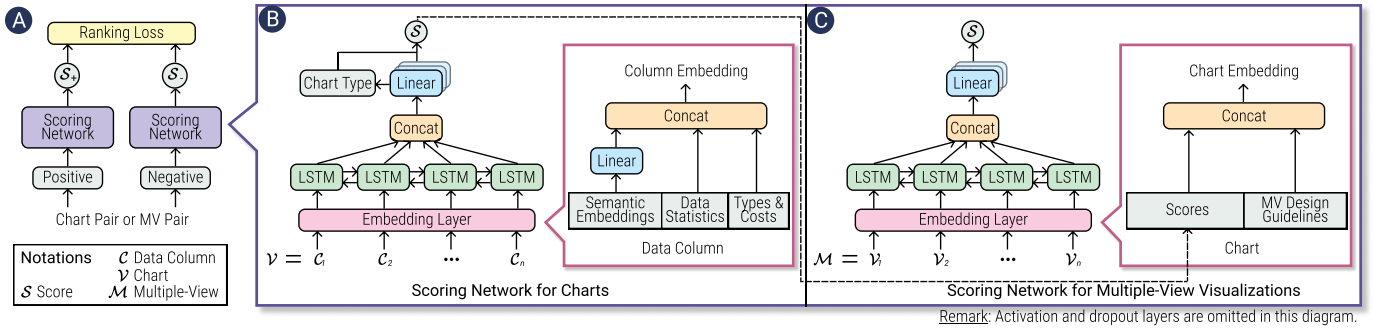 A
Ranking Loss
S+
S-
Scoring
Network
Scoring
Network
Positive
Negative
Chart Pair or MV Pair
Notations
C Data Column
V Chart
S Score
M Multiple-View
B
S
Chart Type
Linear
Concat
LSTM
LSTM
LSTM
LSTM
Embedding Layer
V = C1 C2 ••• Cn
Column Embedding
Concat
Linear
Semantic
Embeddings
Data
Statistics
Types &
Costs
Data Column
Scoring Network for Charts
C
S
Linear
Concat
LSTM
LSTM
LSTM
LSTM
Embedding Layer
M = V1 V2 ••• Vn
Chart Embedding
Concat
Scores
MV Design
Guidelines
Chart
Scoring Network for Multiple-View Visualizations
Remark: Activation and dropout layers are omitted in this diagram.